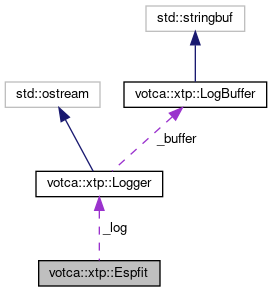 std::stringbuf
std::ostream
votca::xtp::LogBuffer
_buffer
votca::xtp::Logger
_log
votca::xtp::Espfit